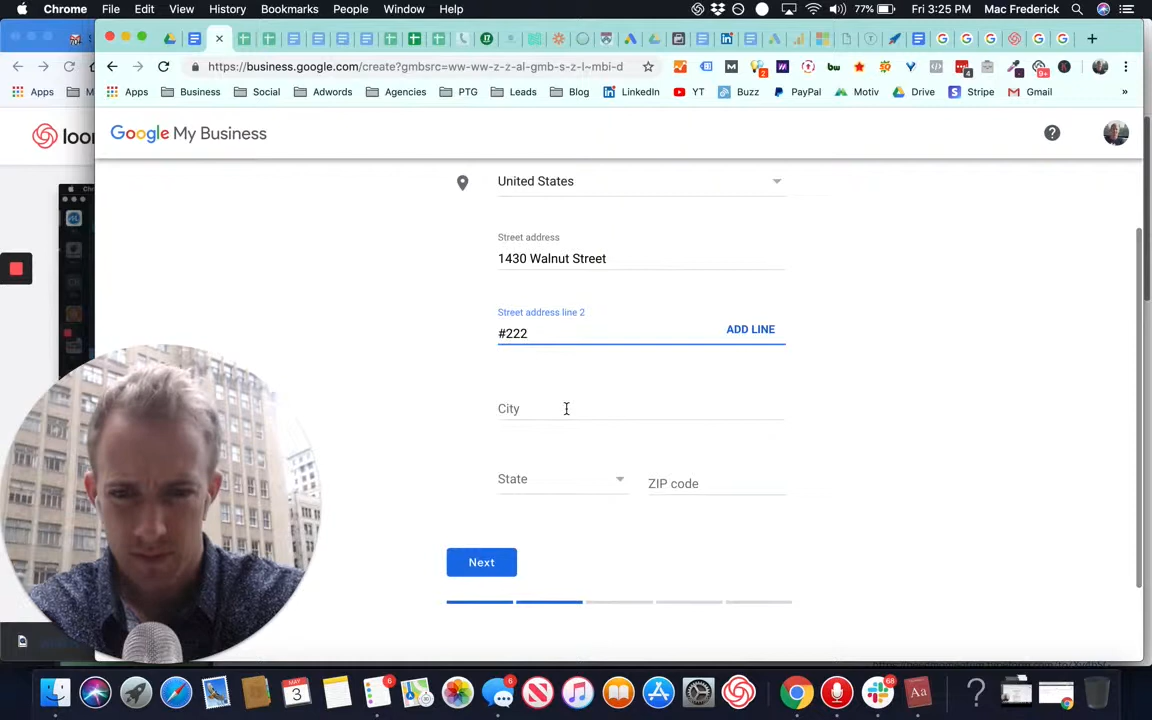 Chrome File Edit View History Bookmarks People Window Help 77% Fri 3:25 PM Mac Frederick
https://business.google.com/create?gmbsrc=ww-ww-z-z-al-gmb-s-z-l~mbi-d
Apps Apps Business Social Adwords Agencies PTG Leads Blog LinkedIn YT Buzz PayPal Motiv Drive Stripe Gmail »
Google My Business
United States
Street address
1430 Walnut Street
Street address line 2
#222 ADD LINE
City
State ZIP code
Next